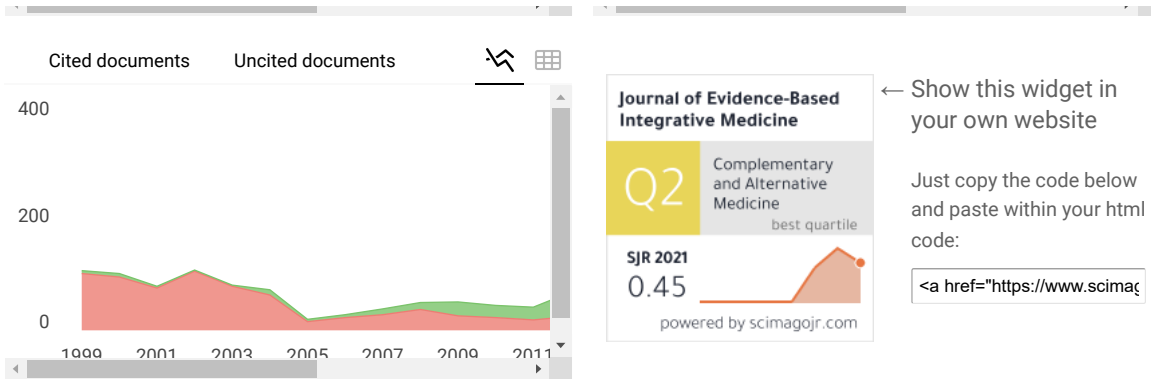 Cited documents Uncited documents
400
200
0
1999 2001 2003 2005 2007 2009 2011
Journal of Evidence-Based
Integrative Medicine
Q2
Complementary
and Alternative
Medicine
best quartile
SJR 2021
0.45
powered by scimagojr.com
← Show this widget in
your own website
Just copy the code below
and paste within your html
code:
<a href="https://www.scimag